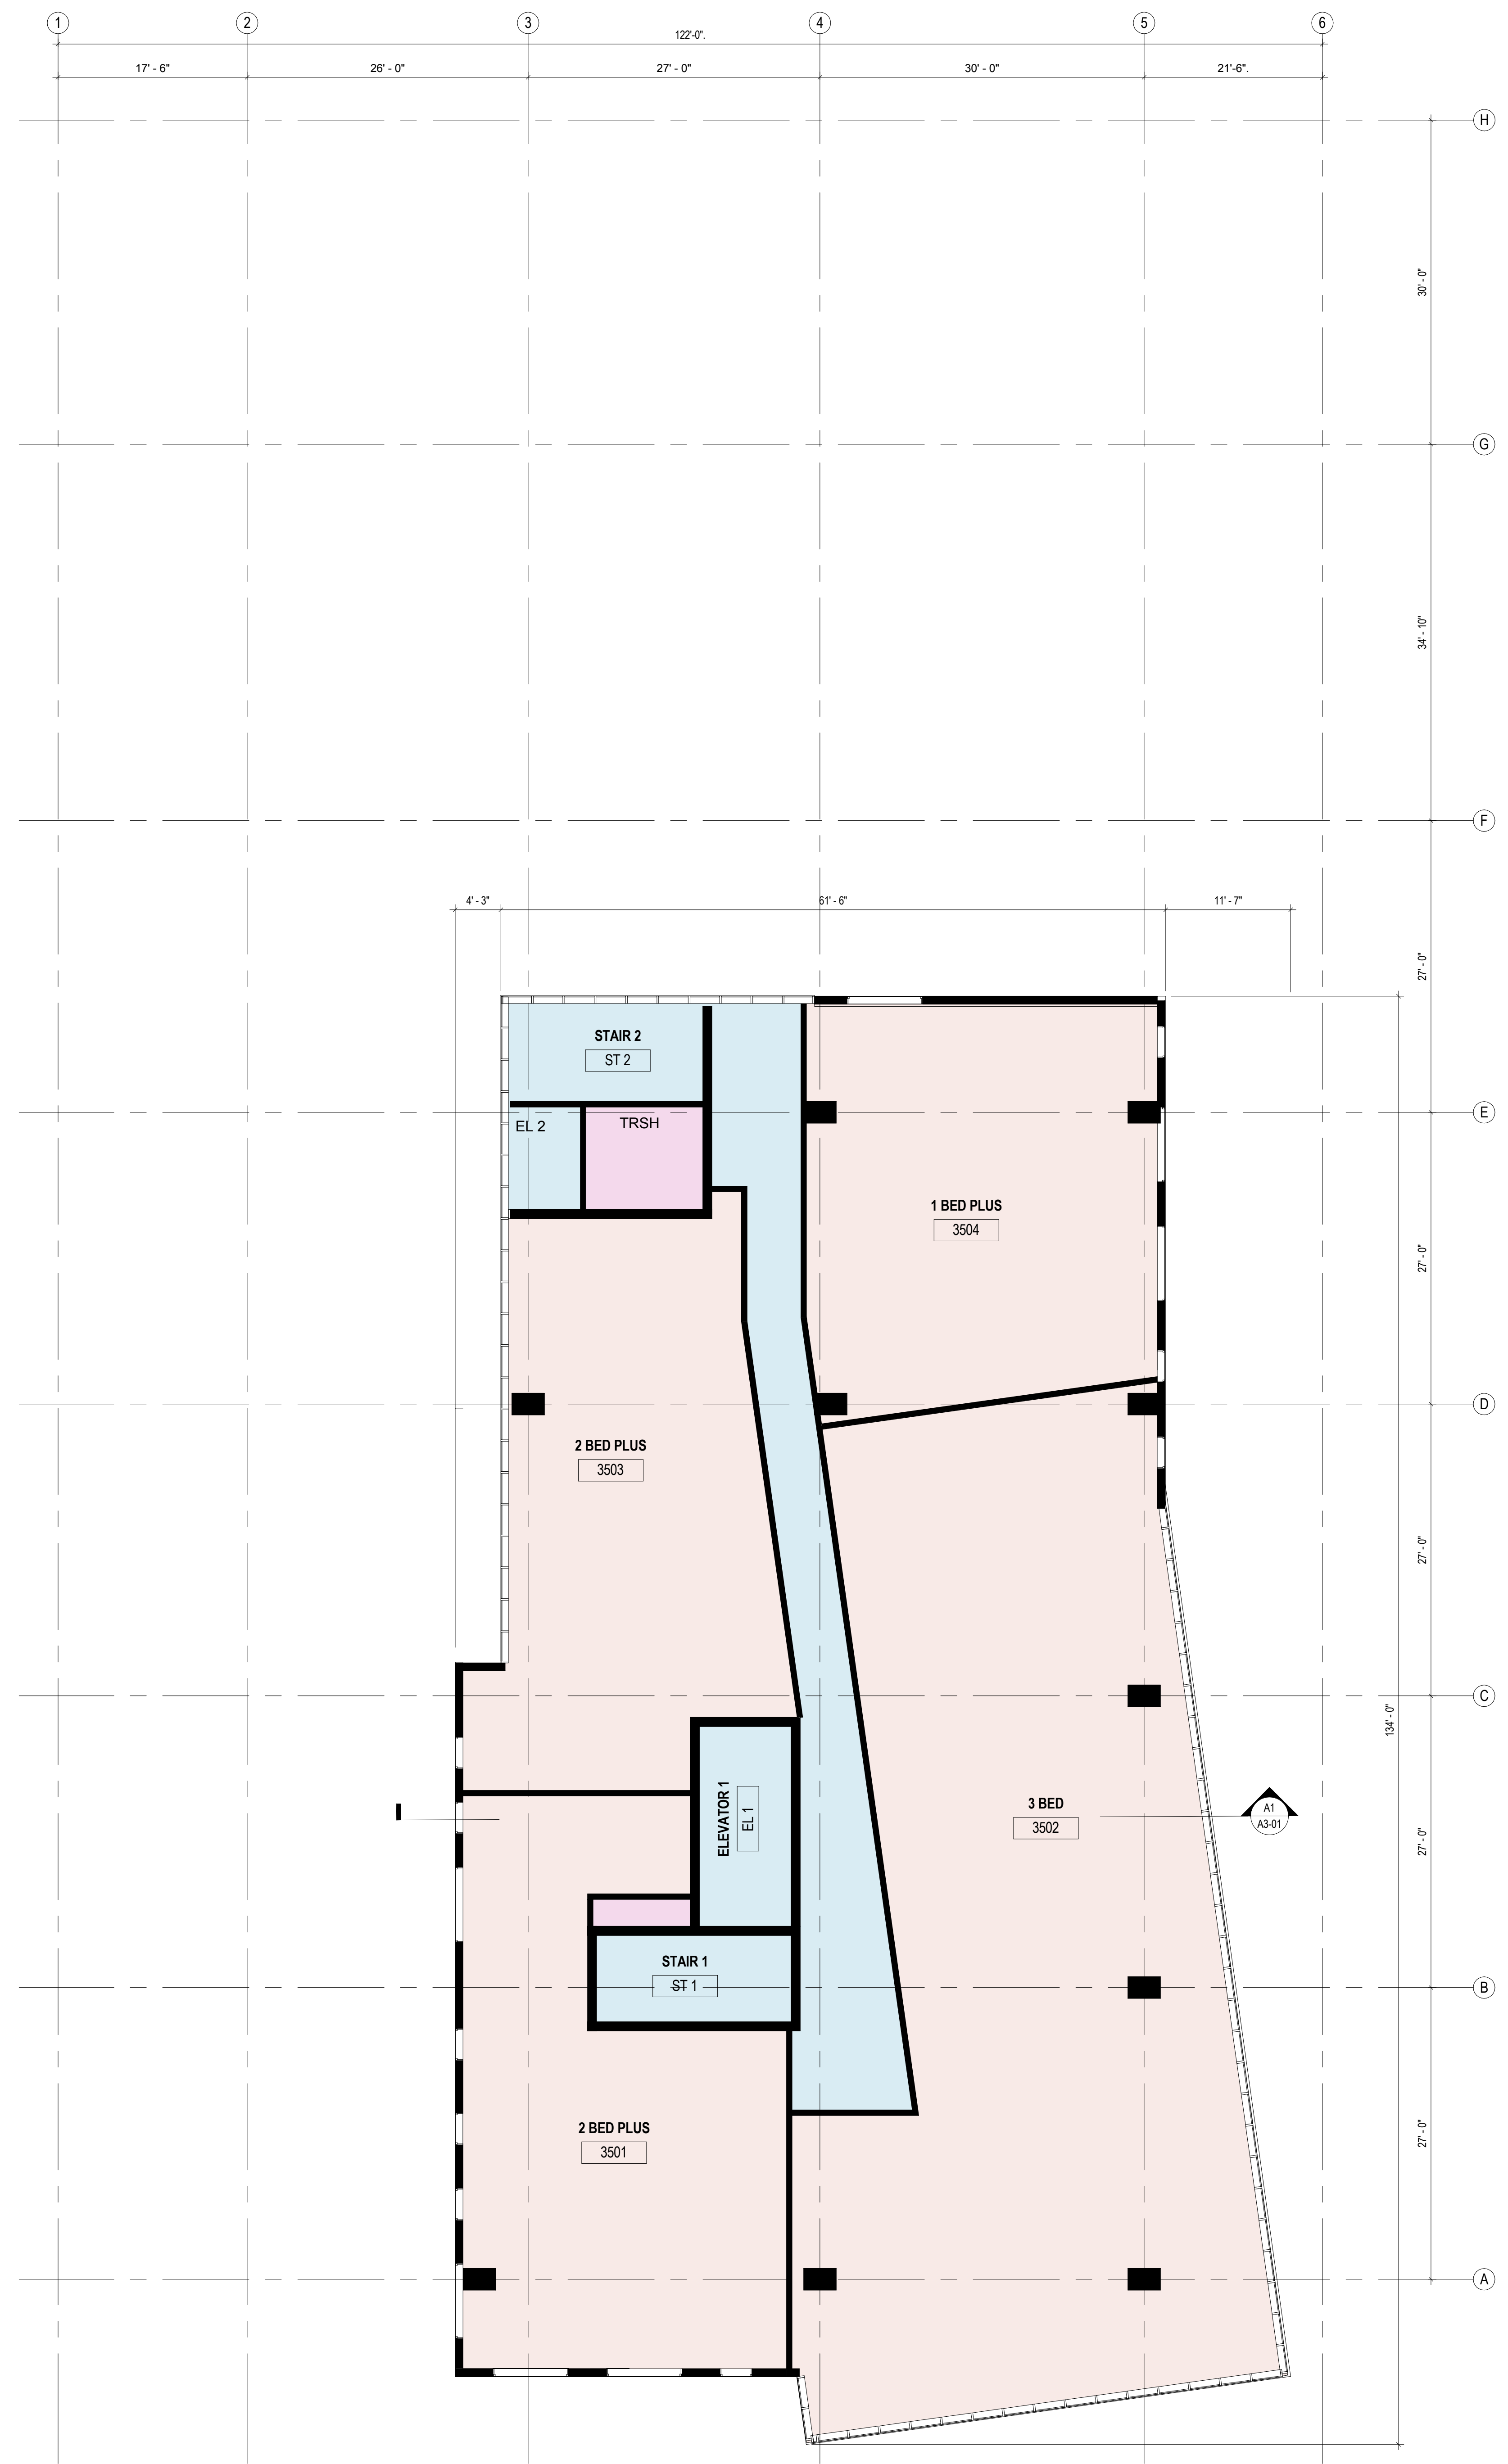 1 2 3 4 5 6
122'-0".
17' - 6" 26' - 0" 27' - 0" 30' - 0" 21'-6".
H
30' - 0"
G
34' - 10"
F
4' - 3" 61' - 6" 11' - 7"
27' - 0"
STAIR 2
ST 2
E
EL 2 TRSH
1 BED PLUS
3504
27' - 0"
D
2 BED PLUS
3503
27' - 0"
C
134' - 0"
ELEVATOR 1
EL 1
3 BED
3502
A1
A3-01
27' - 0"
STAIR 1
ST 1
B
2 BED PLUS
3501
27' - 0"
A